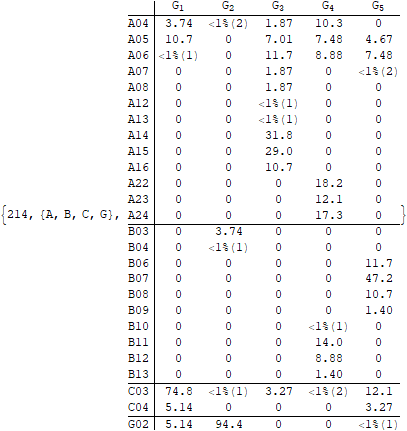 G1 G2 G3 G4 G5
A04 3.74 <1%(2) 1.87 10.3 0
A05 10.7 0 7.01 7.48 4.67
A06 <1%(1) 0 11.7 8.88 7.48
A07 0 0 1.87 0 <1%(2)
A08 0 0 1.87 0 0
A12 0 0 <1%(1) 0 0
A13 0 0 <1%(1) 0 0
A14 0 0 31.8 0 0
A15 0 0 29.0 0 0
A16 0 0 10.7 0 0
A22 0 0 0 18.2 0
A23 0 0 0 12.1 0
{214, {A, B, C, G}, A24 0 0 0 17.3 0 }
B03 0 3.74 0 0 0
B04 0 <1%(1) 0 0 0
B06 0 0 0 0 11.7
B07 0 0 0 0 47.2
B08 0 0 0 0 10.7
B09 0 0 0 0 1.40
B10 0 0 0 <1%(1) 0
B11 0 0 0 14.0 0
B12 0 0 0 8.88 0
B13 0 0 0 1.40 0
C03 74.8 <1%(1) 3.27 <1%(2) 12.1
C04 5.14 0 0 0 3.27
G02 5.14 94.4 0 0 <1%(1)